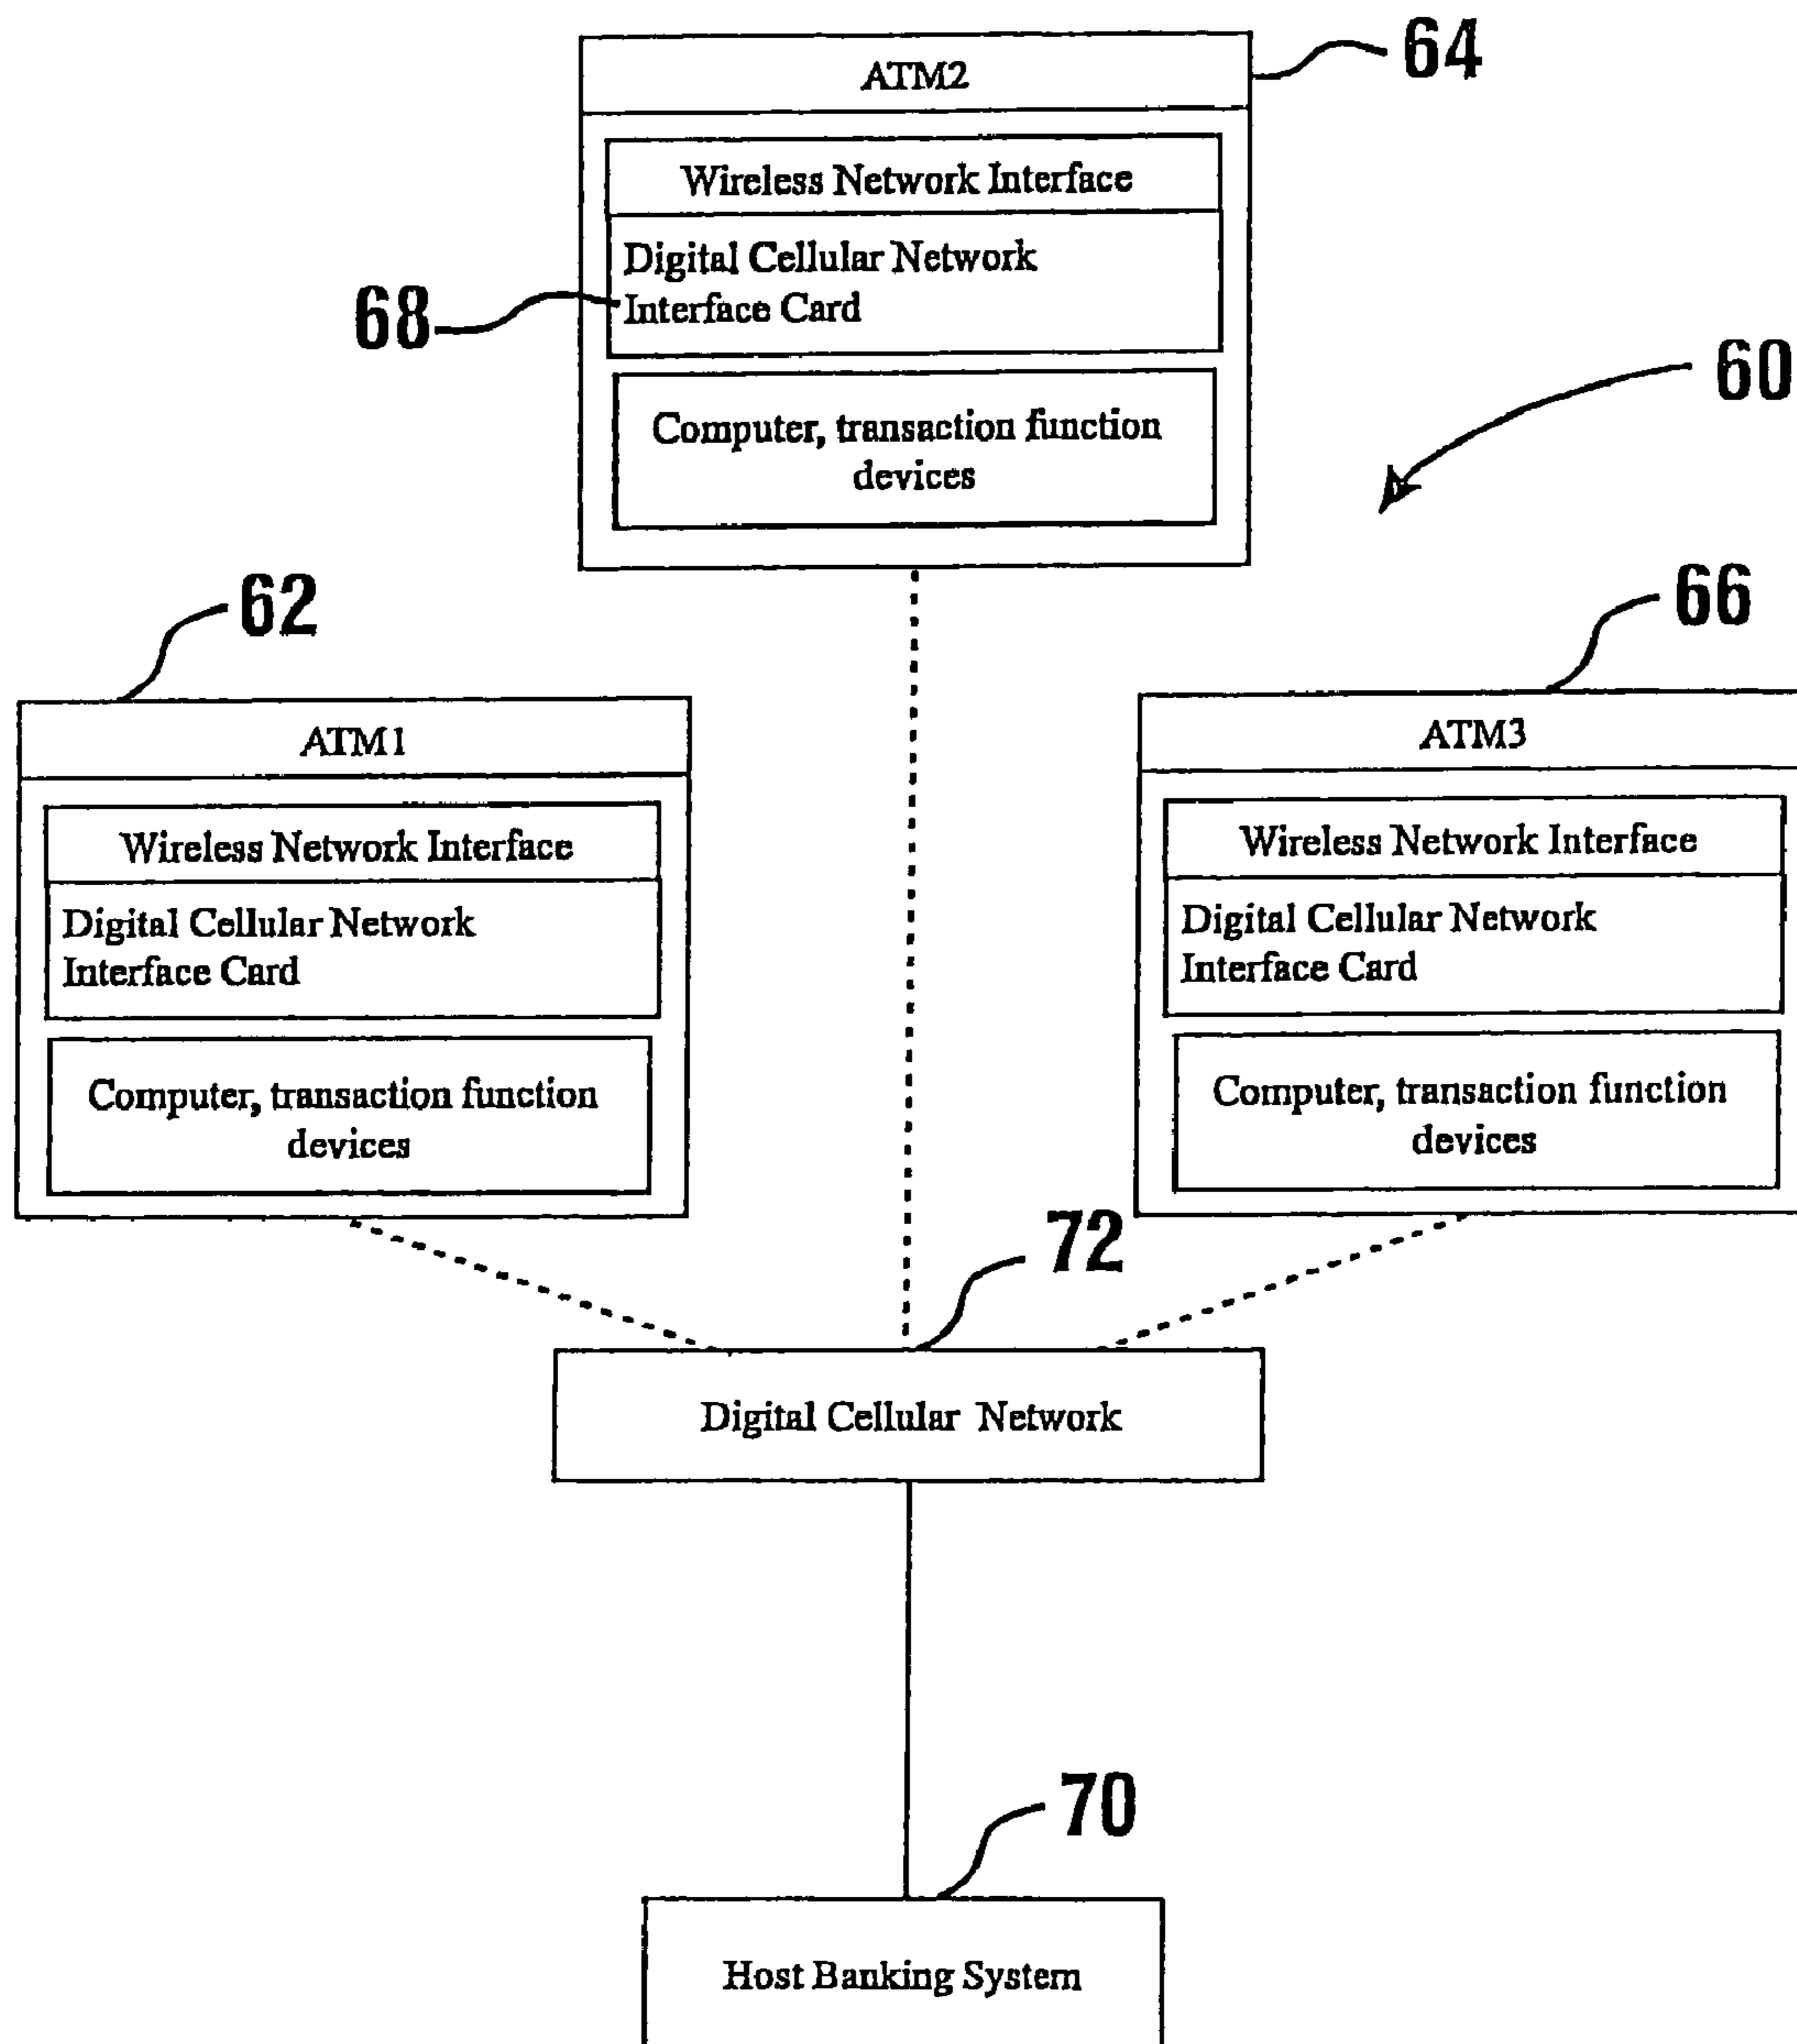 64
ATM2
Wireless Network Interface
Digital Cellular Network
Interface Card
68
60
Computer, transaction function
devices
62
66
ATM1
ATM3
Wireless Network Interface
Digital Cellular Network
Interface Card
Computer, transaction function
devices
Wireless Network Interface
Digital Cellular Network
Interface Card
Computer, transaction function
devices
72
Digital Cellular Network
70
Host Banking System